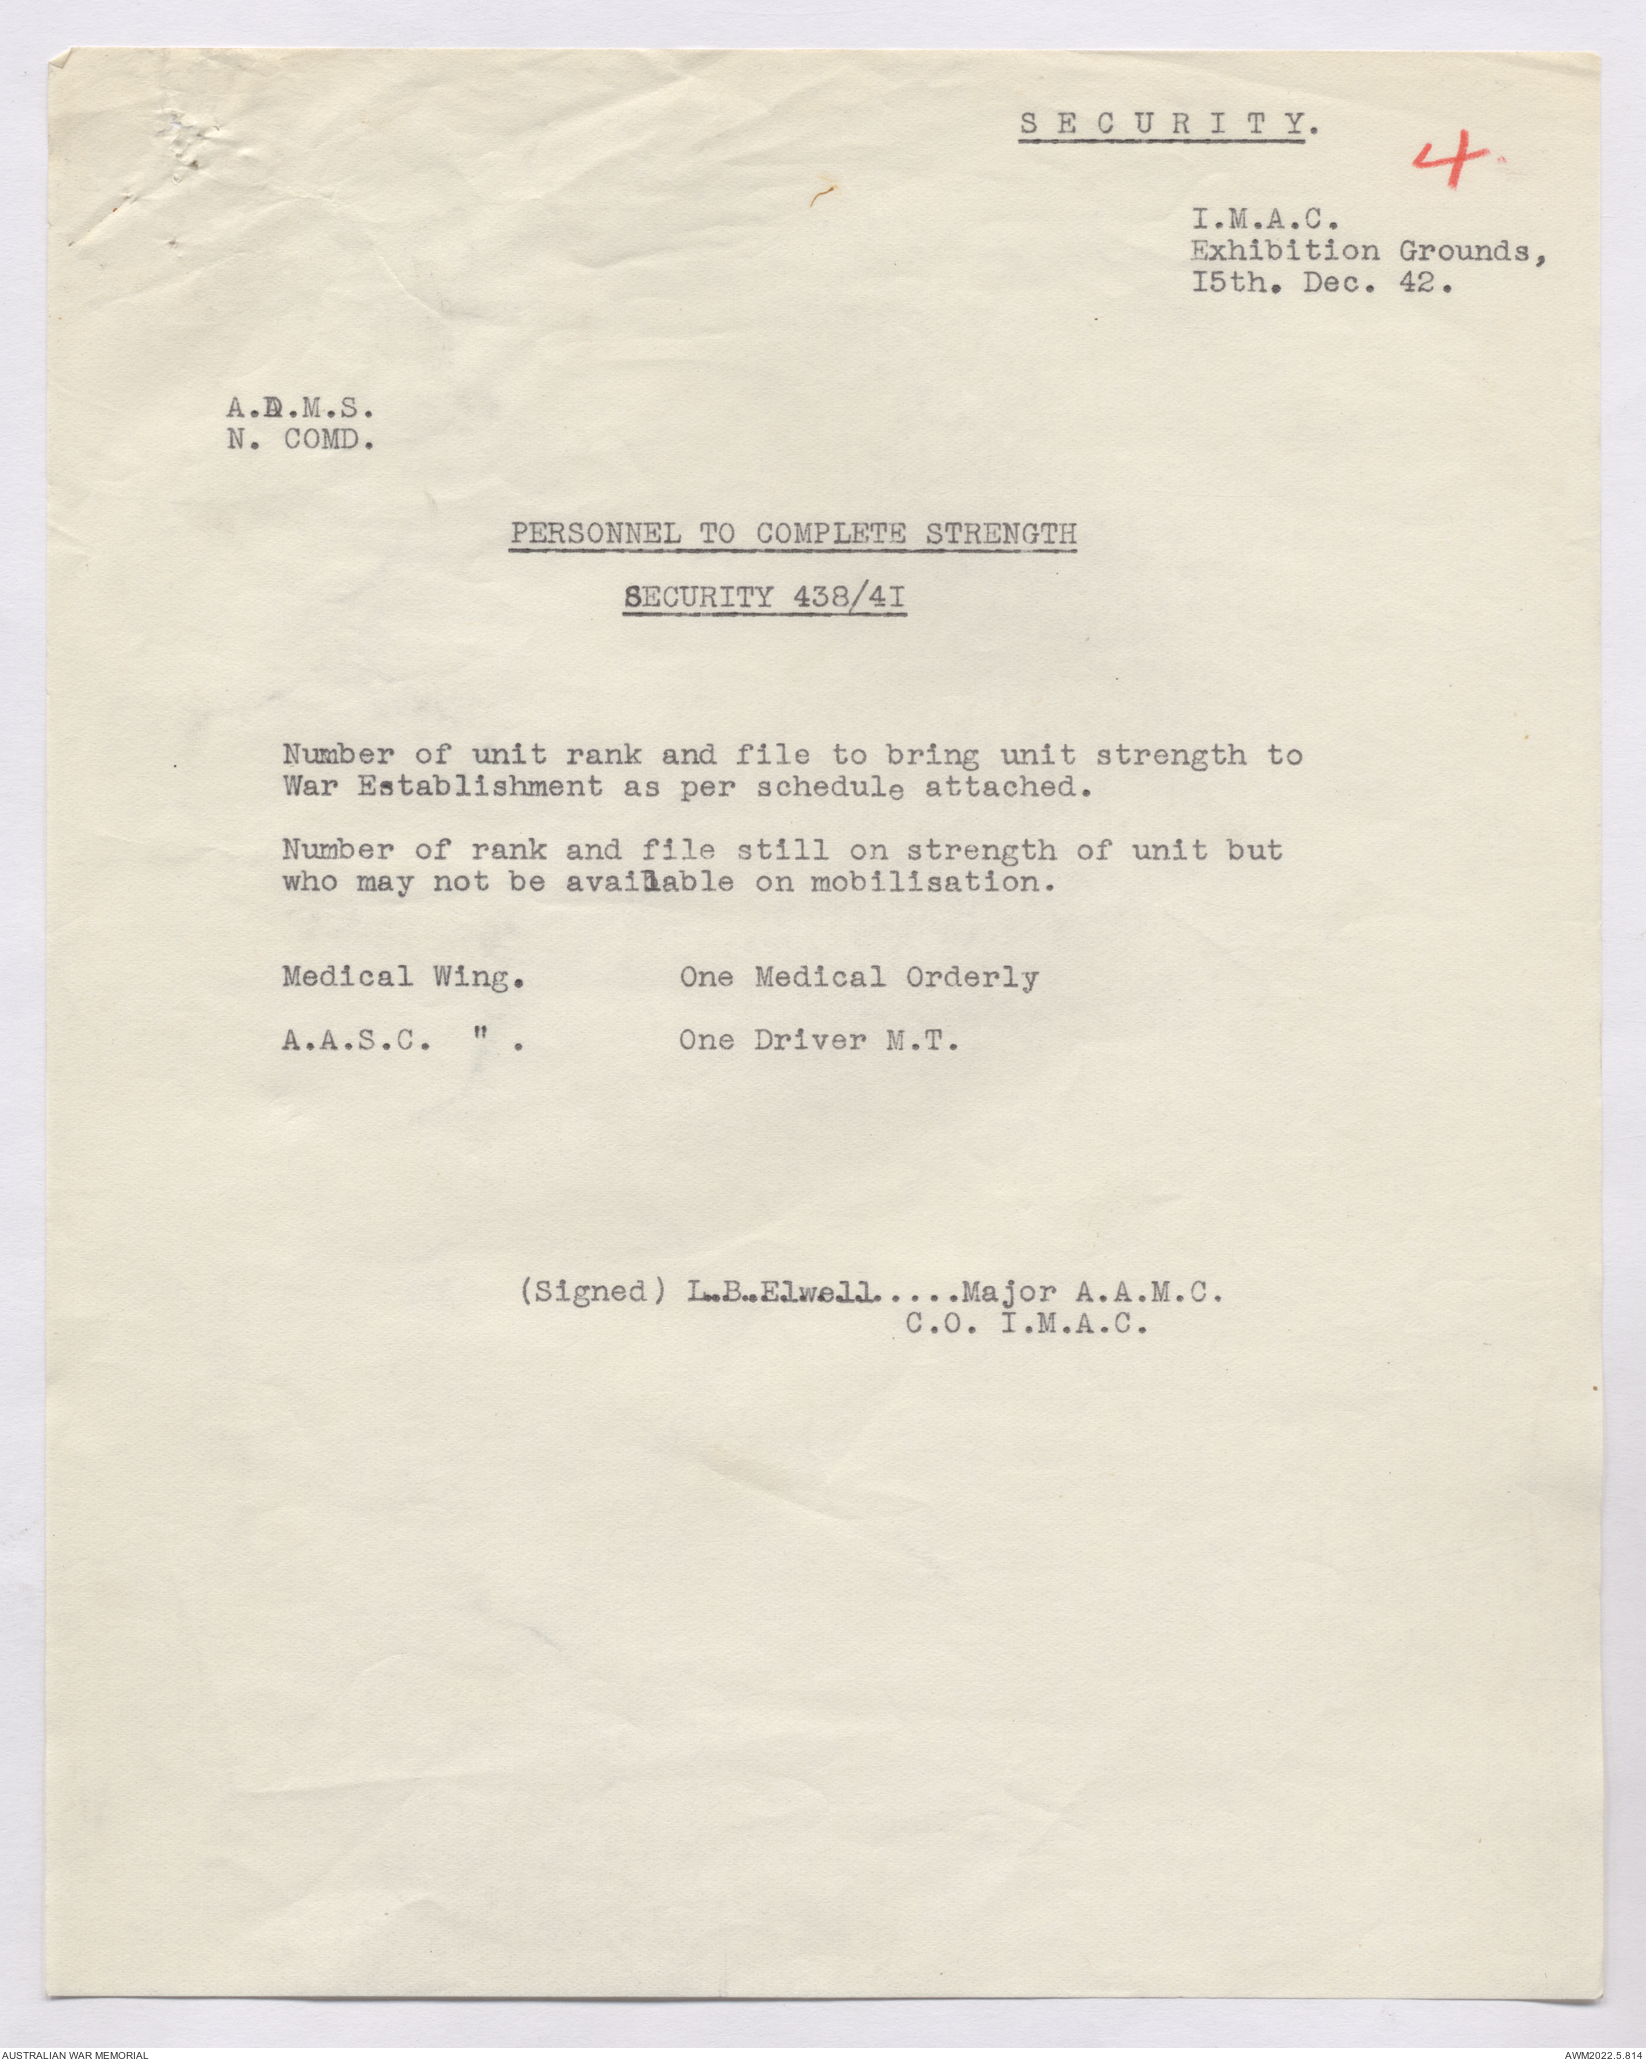 S E C U R I T Y.
4
I.M.A.C.
Exhibition Grounds,
I5th. Dec. 42.
A.D.M.S.
N. COMD.
PERSONNEL TO COMPLETE STRENGTH
SECURITY 438/4I
Number of unit rank and file to bring unit strength to
War Establishment as per schedule attached.
Number of rank and file still on strength of unit but
who may not be available on mobilisation.
Medical Wing. One Medical Orderly
A.A.S.C. " . One Driver M.T.
(Signed) L.B.Elwell.....Major A.A.M.C.
C.O. I.M.A.C.
AUSTRALIAN WAR MEMORIAL
AWM2022.5.814